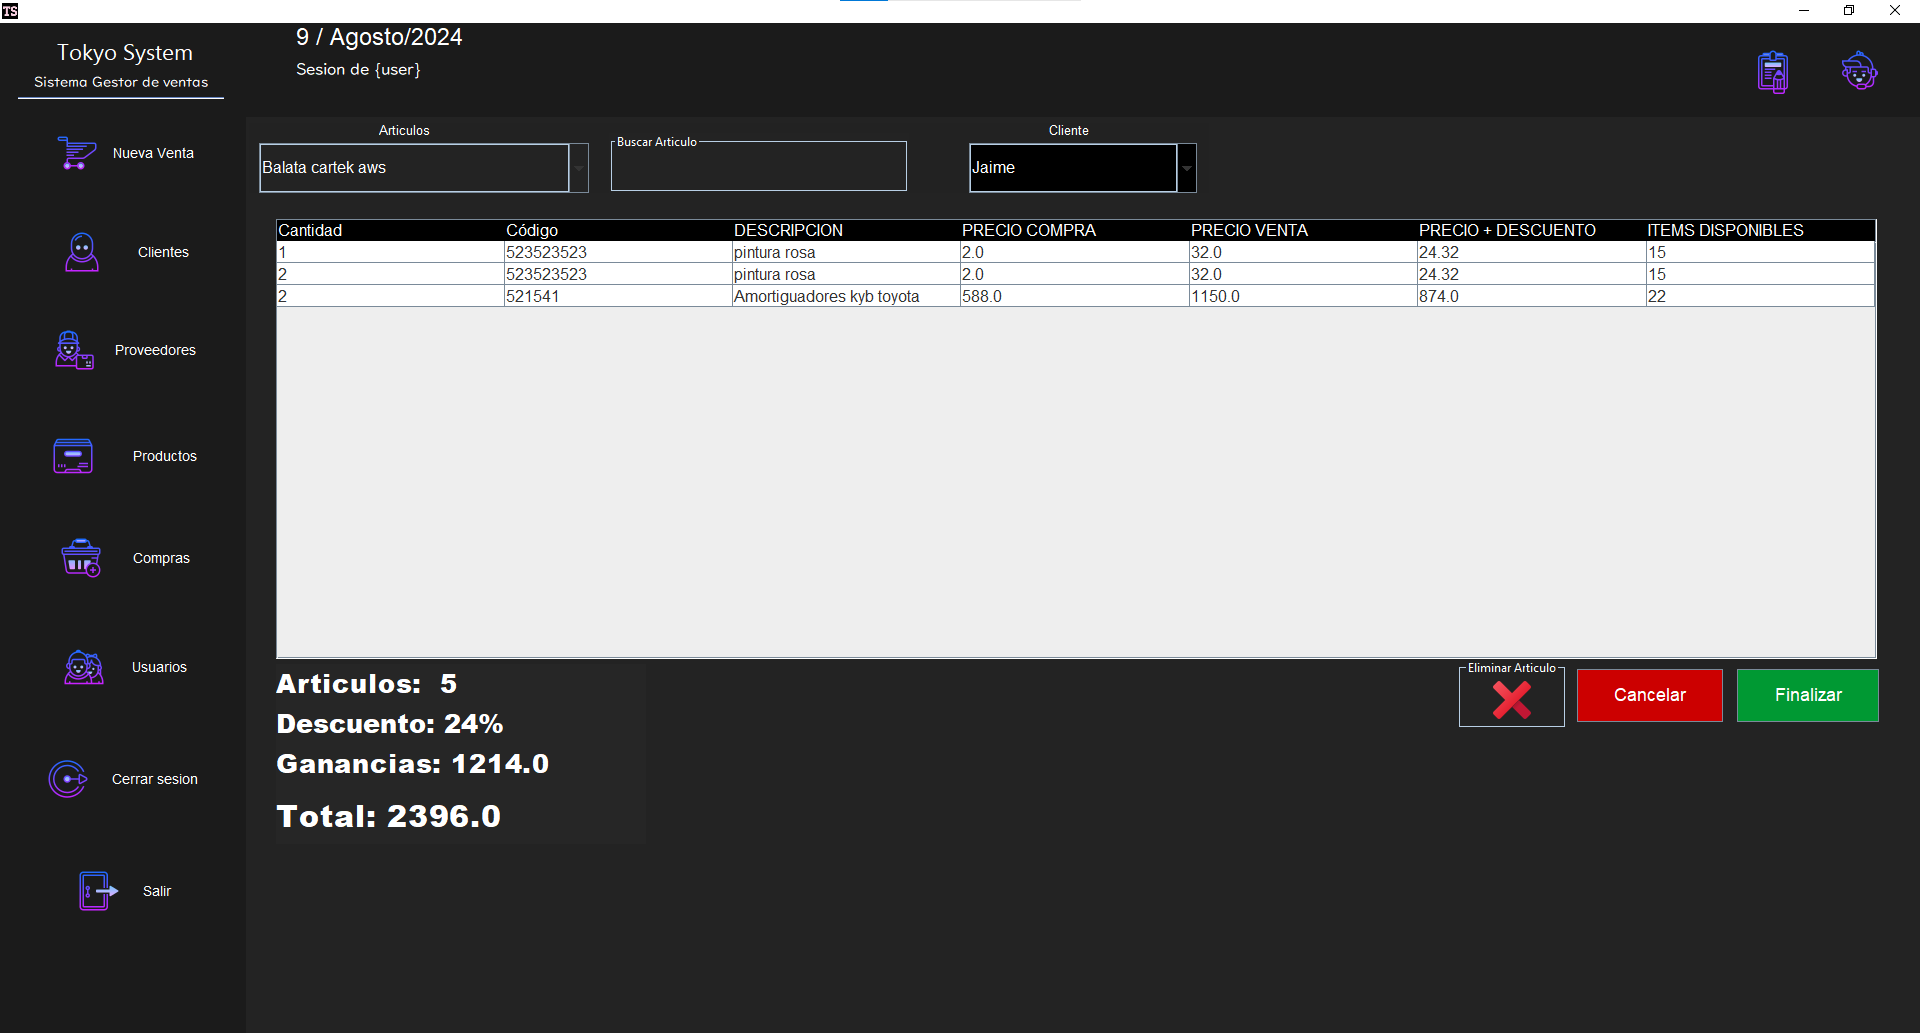 TS
Tokyo System
Sistema Gestor de ventas
9 / Agosto/2024
Sesion de {user}
Nueva Venta
Clientes
Proveedores
Productos
Compras
Usuarios
Cerrar sesion
Salir
Articulos
Balata cartek aws
Buscar Articulo
Cliente
Jaime
Cantidad Código DESCRIPCION PRECIO COMPRA PRECIO VENTA PRECIO + DESCUENTO ITEMS DISPONIBLES
1 523523523 pintura rosa 2.0 32.0 24.32 15
2 523523523 pintura rosa 2.0 32.0 24.32 15
2 521541 Amortiguadores kyb toyota 588.0 1150.0 874.0 22
Articulos: 5
Descuento: 24%
Ganancias: 1214.0
Total: 2396.0
Eliminar Articulo
Cancelar
Finalizar